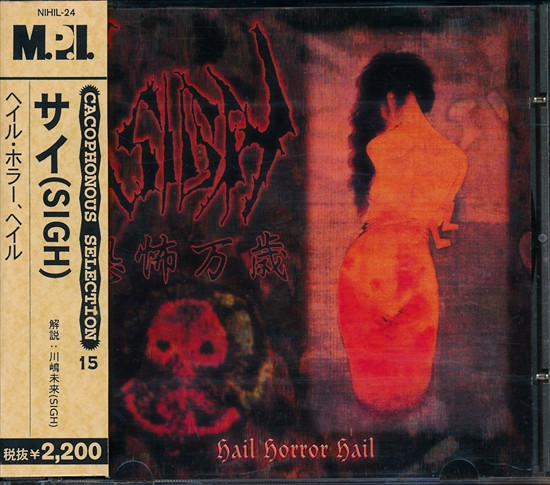 NIHIL-24
M.P.I.
サイ(SIGH)
ヘイル・ホラー、ヘイル
CACOPHONOUS SELECTION
15
解説：川嶋未来(SIGH)
税抜¥2,200
SIGH
恐怖万歳
Hail Horror Hail